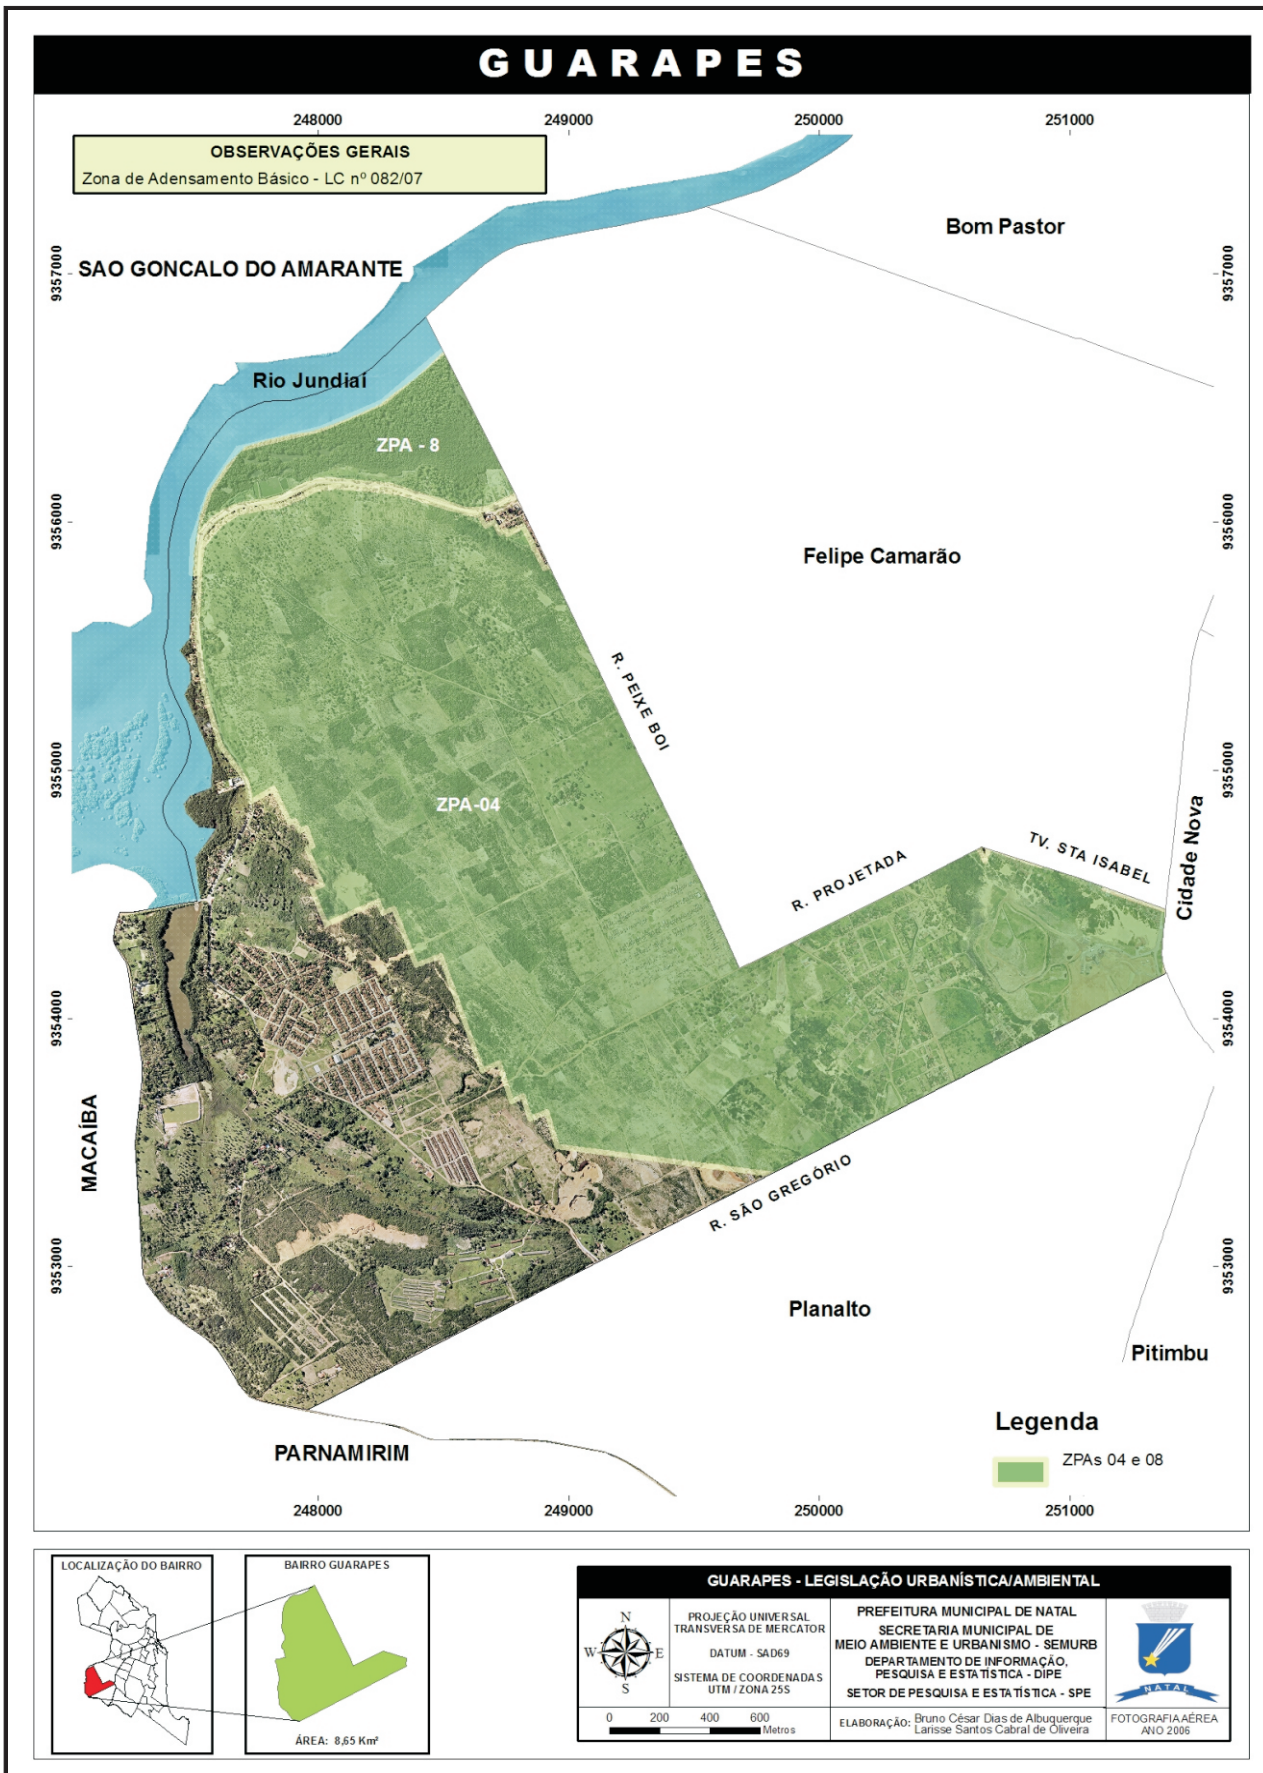 GUARAPES
248000 249000 250000 251000
OBSERVAÇÕES GERAIS
Zona de Adensamento Básico - LC nº 082/07
Bom Pastor
SAO GONCALO DO AMARANTE
9357000
9357000
Rio Jundiaí
ZPA - 8
9356000
9356000
Felipe Camarão
R. PEIXE BOI
9355000
9355000
ZPA-04
Cidade Nova
TV. STA ISABEL
R. PROJETADA
9354000
9354000
MACAÍBA
R. SÃO GREGÓRIO
9353000
9353000
Planalto
Pitimbu
Legenda
ZPAs 04 e 08
PARNAMIRIM
248000 249000 250000 251000
LOCALIZAÇÃO DO BAIRRO
BAIRRO GUARAPES
ÁREA: 8,65 Km²
GUARAPES - LEGISLAÇÃO URBANÍSTICA/AMBIENTAL
N
W E
S
PROJEÇÃO UNIVERSAL
TRANSVERSA DE MERCATOR
DATUM - SAD69
SISTEMA DE COORDENADAS
UTM / ZONA 25S
PREFEITURA MUNICIPAL DE NATAL
SECRETARIA MUNICIPAL DE
MEIO AMBIENTE E URBANISMO - SEMURB
DEPARTAMENTO DE INFORMAÇÃO,
PESQUISA E ESTATÍSTICA - DIPE
SETOR DE PESQUISA E ESTATÍSTICA - SPE
NATAL
0 200 400 600
Metros
ELABORAÇÃO: Bruno César Dias de Albuquerque
Larisse Santos Cabral de Oliveira
FOTOGRAFIA AÉREA
ANO 2006